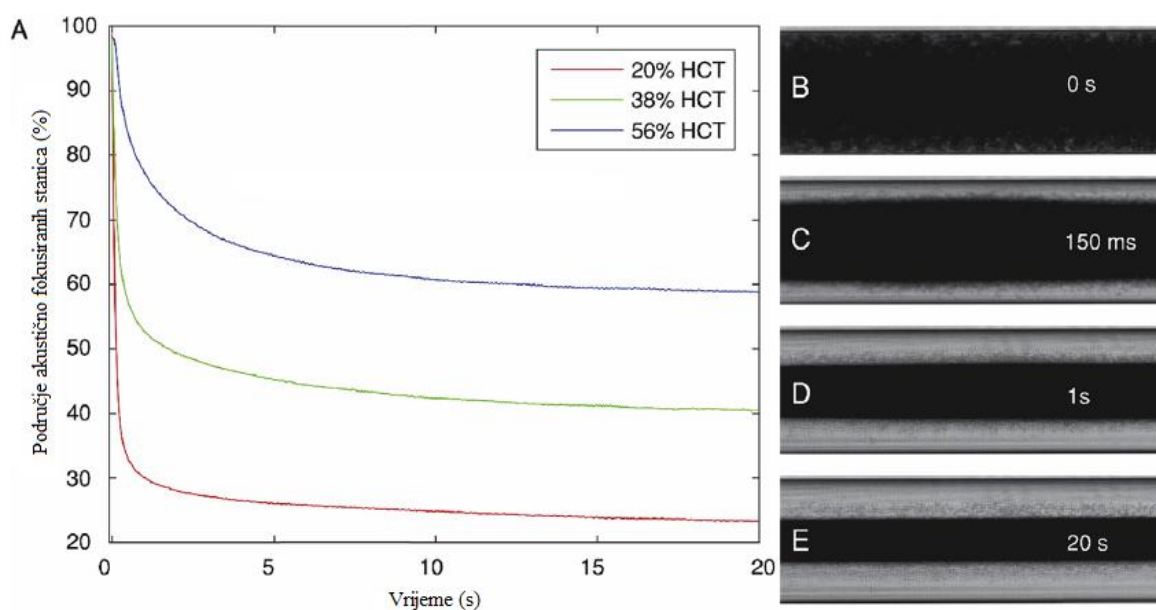 A
Područje akustično fokusiranih stanica (%)
100
90
80
70
60
50
40
30
20
0
5
10
15
20
Vrijeme (s)
20% HCT
38% HCT
56% HCT
B
0 s
C
150 ms
D
1s
E
20 s